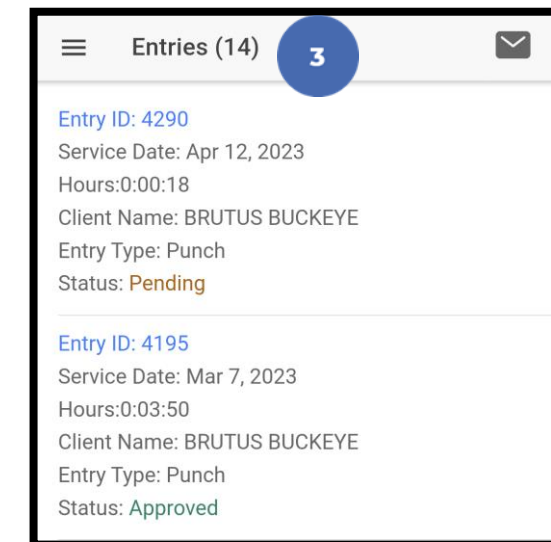 Entries (14)
3
Entry ID: 4290
Service Date: Apr 12, 2023
Hours:0:00:18
Client Name: BRUTUS BUCKEYE
Entry Type: Punch
Status: Pending
Entry ID: 4195
Service Date: Mar 7, 2023
Hours:0:03:50
Client Name: BRUTUS BUCKEYE
Entry Type: Punch
Status: Approved